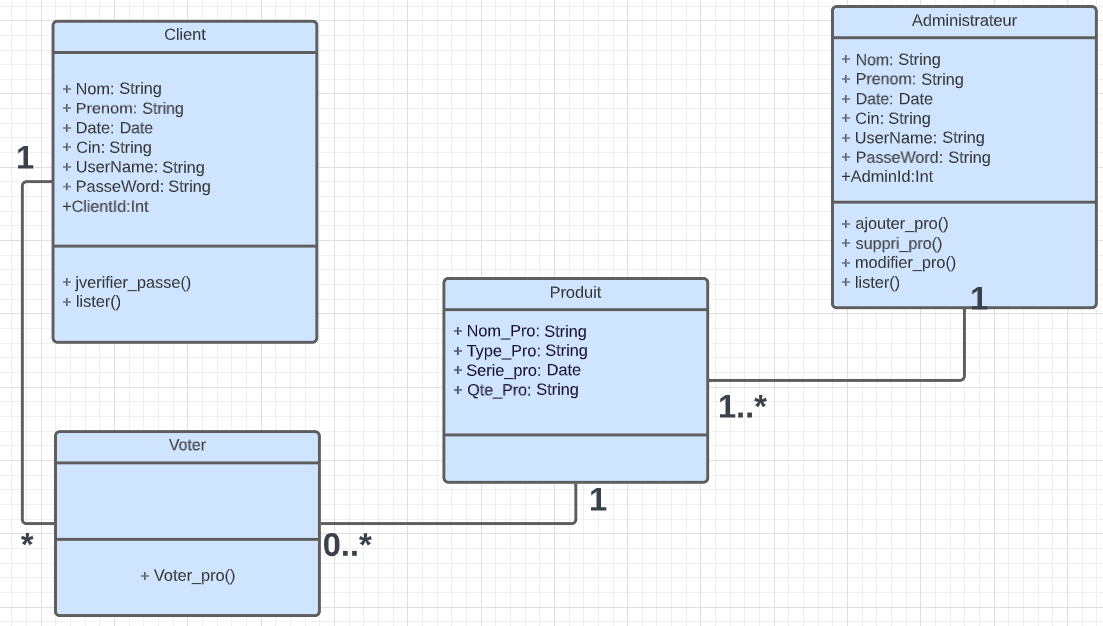 Client
+ Nom: String
+ Prenom: String
+ Date: Date
+ Cin: String
+ UserName: String
+ PasseWord: String
+ClientId:Int
+ jverifier_passe()
+ lister()
1
*
Voter
+ Voter_pro()
0..*
Produit
+ Nom_Pro: String
+ Type_Pro: String
+ Serie_pro: Date
+ Qte_Pro: String
1
1..*
Administrateur
+ Nom: String
+ Prenom: String
+ Date: Date
+ Cin: String
+ UserName: String
+ PasseWord: String
+AdminId:Int
+ ajouter_pro()
+ suppri_pro()
+ modifier_pro()
+ lister()
1